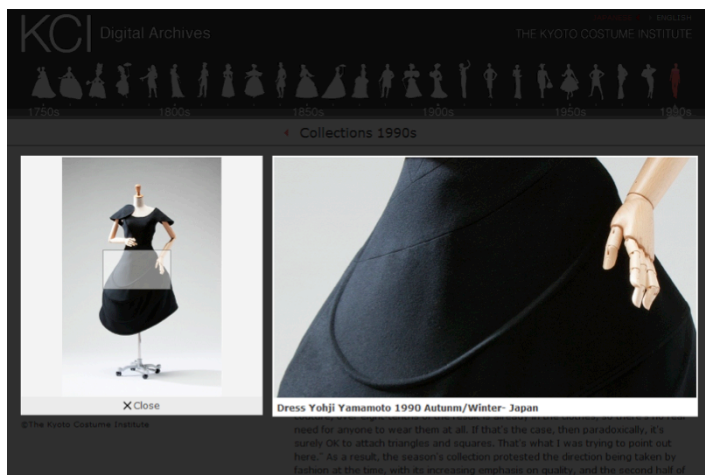 KCI Digital Archives
ENGLISH
THE KYOTO COSTUME INSTITUTE
1750s 1800s 1850s 1900s 1950s 1990s
Collections 1990s
Close
Dress Yohji Yamamoto 1990 Autunm/Winter- Japan
©The Kyoto Costume Institute
need for anyone to wear them at all. If that's the case, then paradoxically, it's
surely OK to attach triangles and squares. That's what I was trying to point out
here." As a result, the season's collection protested the direction being taken by
fashion at the time, with its increasing emphasis on quality, and the second half of